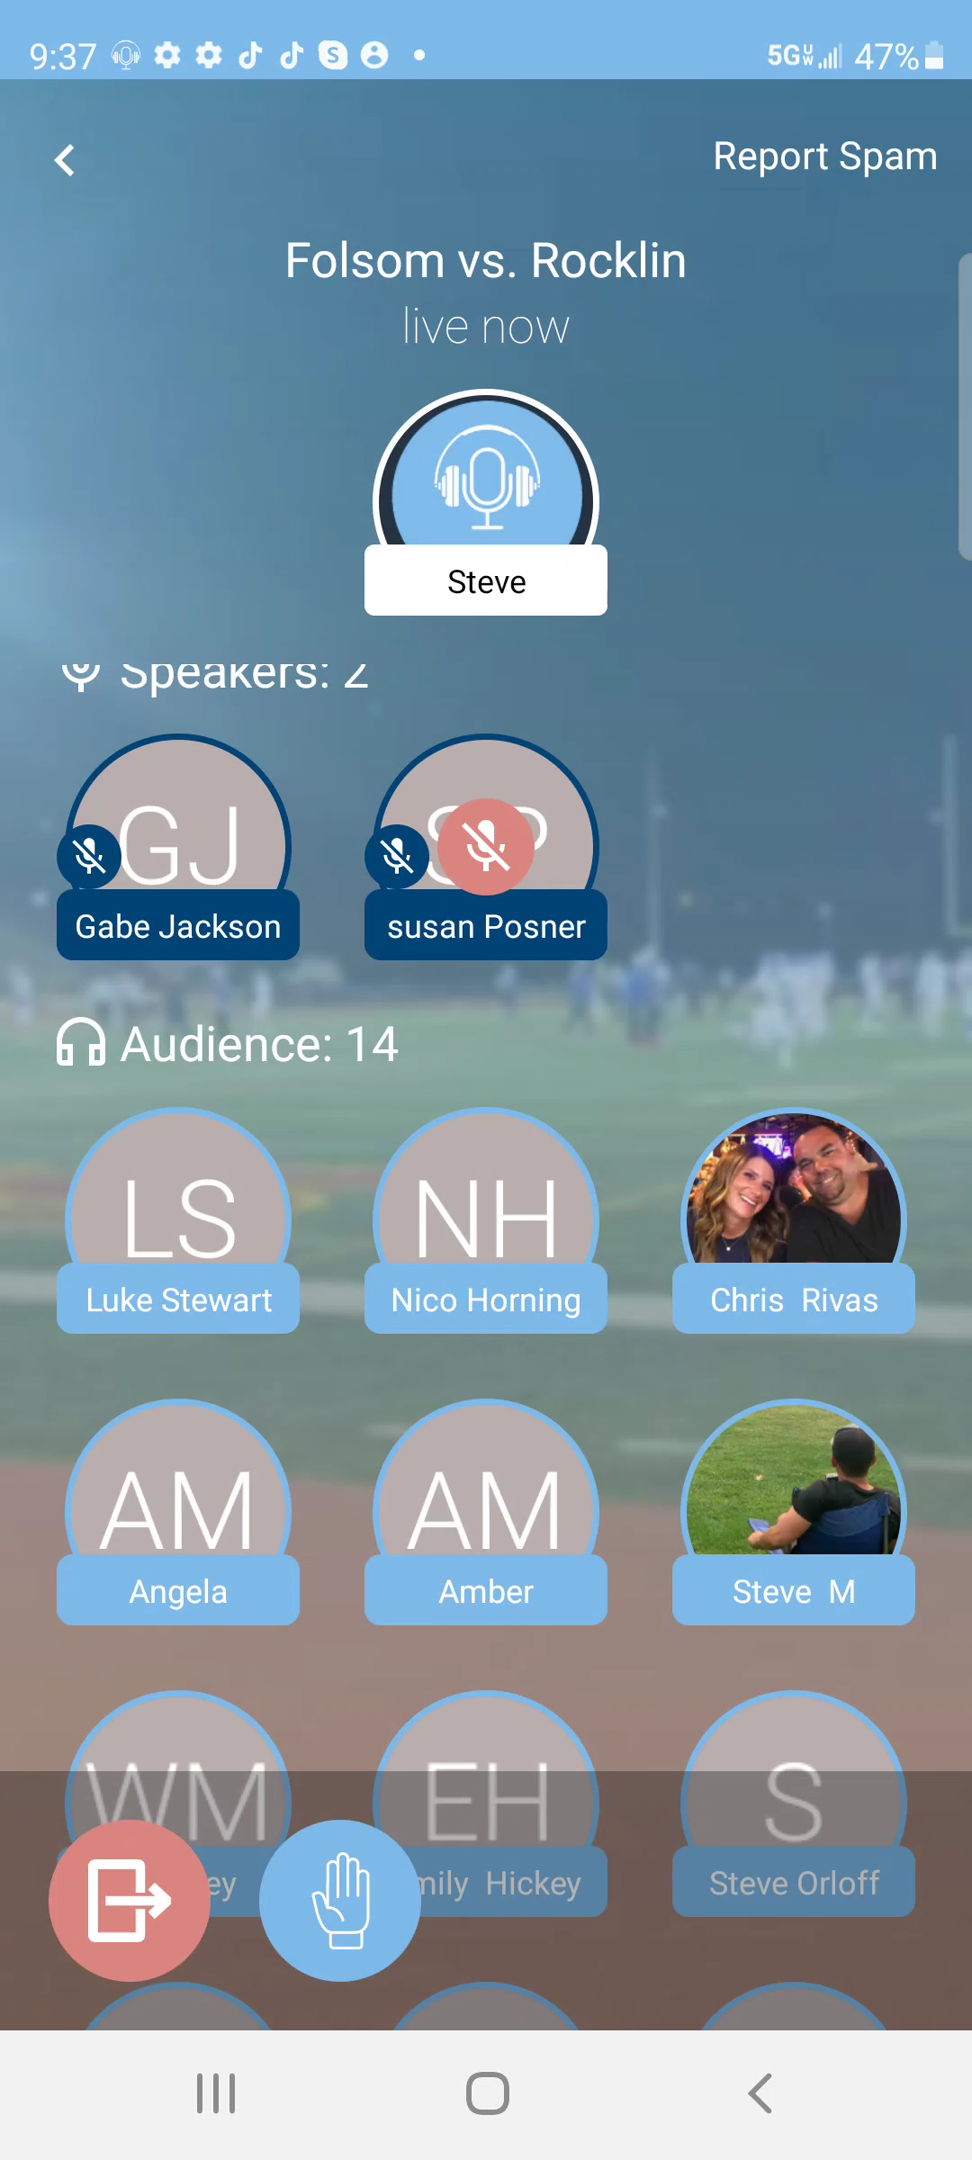 9:37 5G UW 47%
Report Spam
Folsom vs. Rocklin
live now
Steve
Speakers: 2
GJ
Gabe Jackson susan Posner
Audience: 14
LS NH
Luke Stewart Nico Horning Chris Rivas
AM AM
Angela Amber Steve M
WM EH S
Hickey Steve Orloff